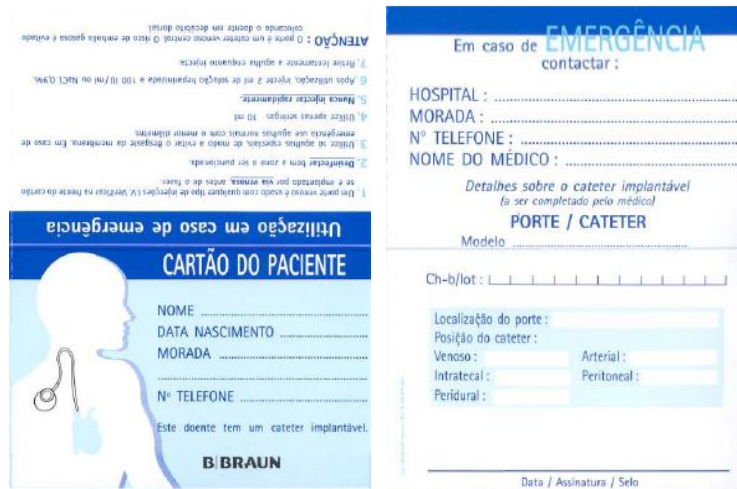 Utilização em caso de emergência
1. Um porte venoso é usado com qualquer tipo de injecções I.V. Verificar na frente do cartão
se é implantado por via venosa, antes de o fazer.
2. Desinfectar bem a zona a ser puncionada.
3. Utilize só agulhas especiais, de modo a evitar o desgaste da membrana. Em caso de
emergência use agulhas normais com o menor diâmetro.
4. Utilize apenas seringas 10 ml
5. Nunca injectar rapidamente.
6. Após utilização, injecte 2 ml de solução heparinizada a 100 IU/ml ou NaCL 0,9%.
7. Retire lentamente a agulha enquanto injecta.
ATENÇÃO : O porte é um cateter venoso central. O risco de embolia gasosa é evitado
colocando o doente em decúbito dorsal.
CARTÃO DO PACIENTE
NOME
DATA NASCIMENTO
MORADA
Nº TELEFONE
Este doente tem um cateter implantável.
B|BRAUN
Em caso de EMERGÊNCIA
contactar :
HOSPITAL :
MORADA :
Nº TELEFONE :
NOME DO MÉDICO :
Detalhes sobre o cateter implantável
(a ser completado pelo médico)
PORTE / CATETER
Modelo
Ch-b/lot :
Localização do porte :
Posição do cateter :
Venoso : Arterial :
Intratecal : Peritoneal :
Peridural :
Data / Assinatura / Selo